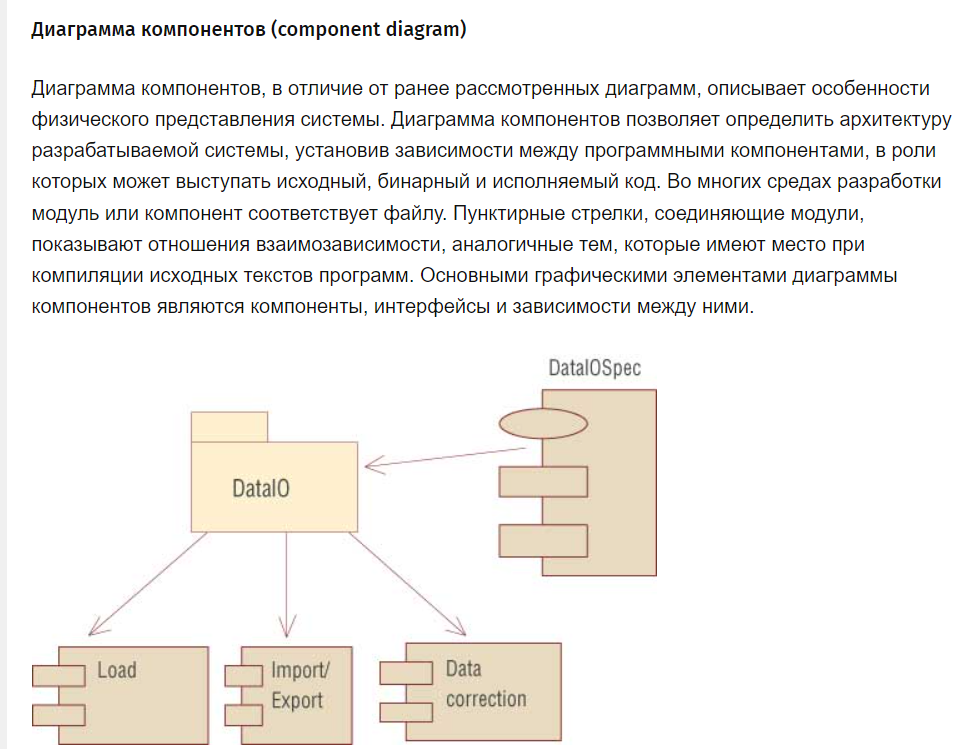 Диаграмма компонентов (component diagram)
Диаграмма компонентов, в отличие от ранее рассмотренных диаграмм, описывает особенности
физического представления системы. Диаграмма компонентов позволяет определить архитектуру
разрабатываемой системы, установив зависимости между программными компонентами, в роли
которых может выступать исходный, бинарный и исполняемый код. Во многих средах разработки
модуль или компонент соответствует файлу. Пунктирные стрелки, соединяющие модули,
показывают отношения взаимозависимости, аналогичные тем, которые имеют место при
компиляции исходных текстов программ. Основными графическими элементами диаграммы
компонентов являются компоненты, интерфейсы и зависимости между ними.
DataIOSpec
DataIO
Load
Import/
Export
Data
correction